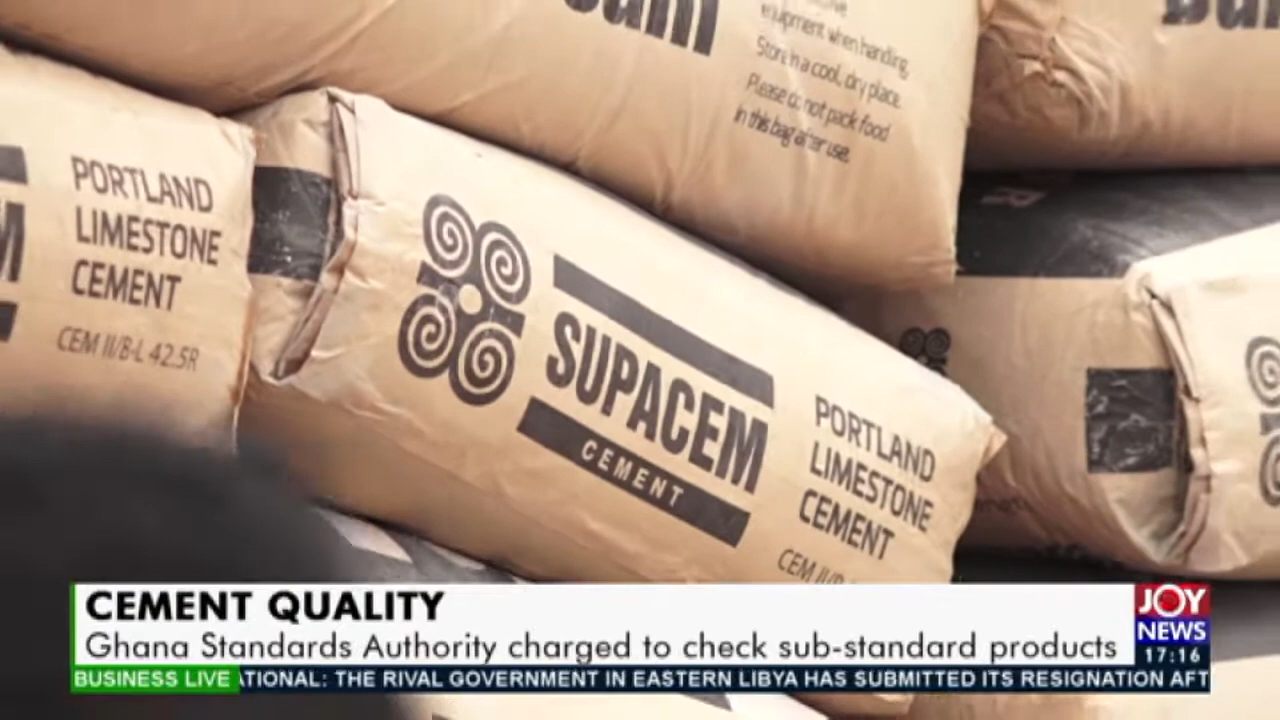 equipment when handling.
Store in a cool, dry place.
Please do not pack food
in this bag after use.
PORTLAND
LIMESTONE
CEMENT
CEM II/B-L 42.5R
SUPACEM
CEMENT
PORTLAND
LIMESTONE
CEMENT
CEM II/B
CEMENT QUALITY
Ghana Standards Authority charged to check sub-standard products
JOY
NEWS
17:16
BUSINESS LIVE
ATIONAL: THE RIVAL GOVERNMENT IN EASTERN LIBYA HAS SUBMITTED ITS RESIGNATION AFT